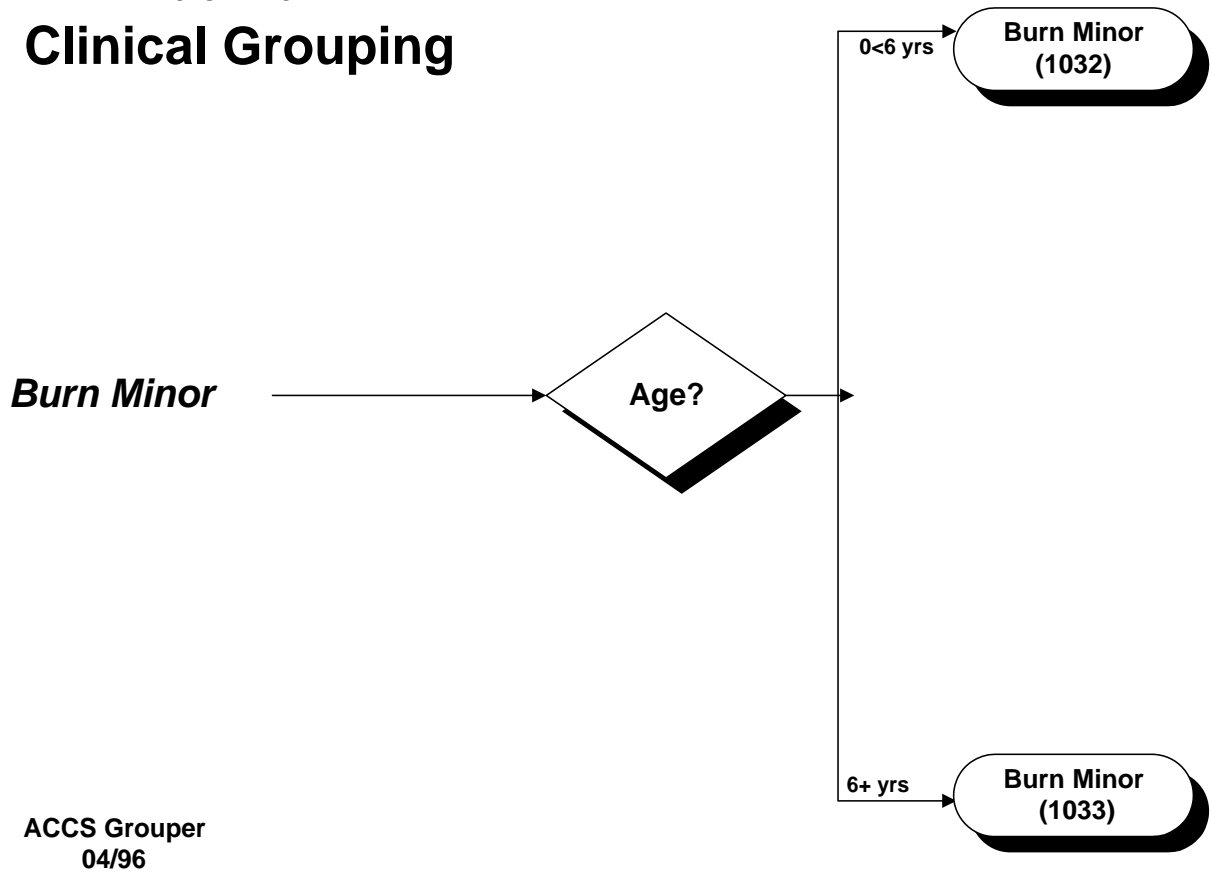 Clinical Grouping
0<6 yrs
Burn Minor
(1032)
Burn Minor
Age?
6+ yrs
Burn Minor
(1033)
ACCS Grouper
04/96